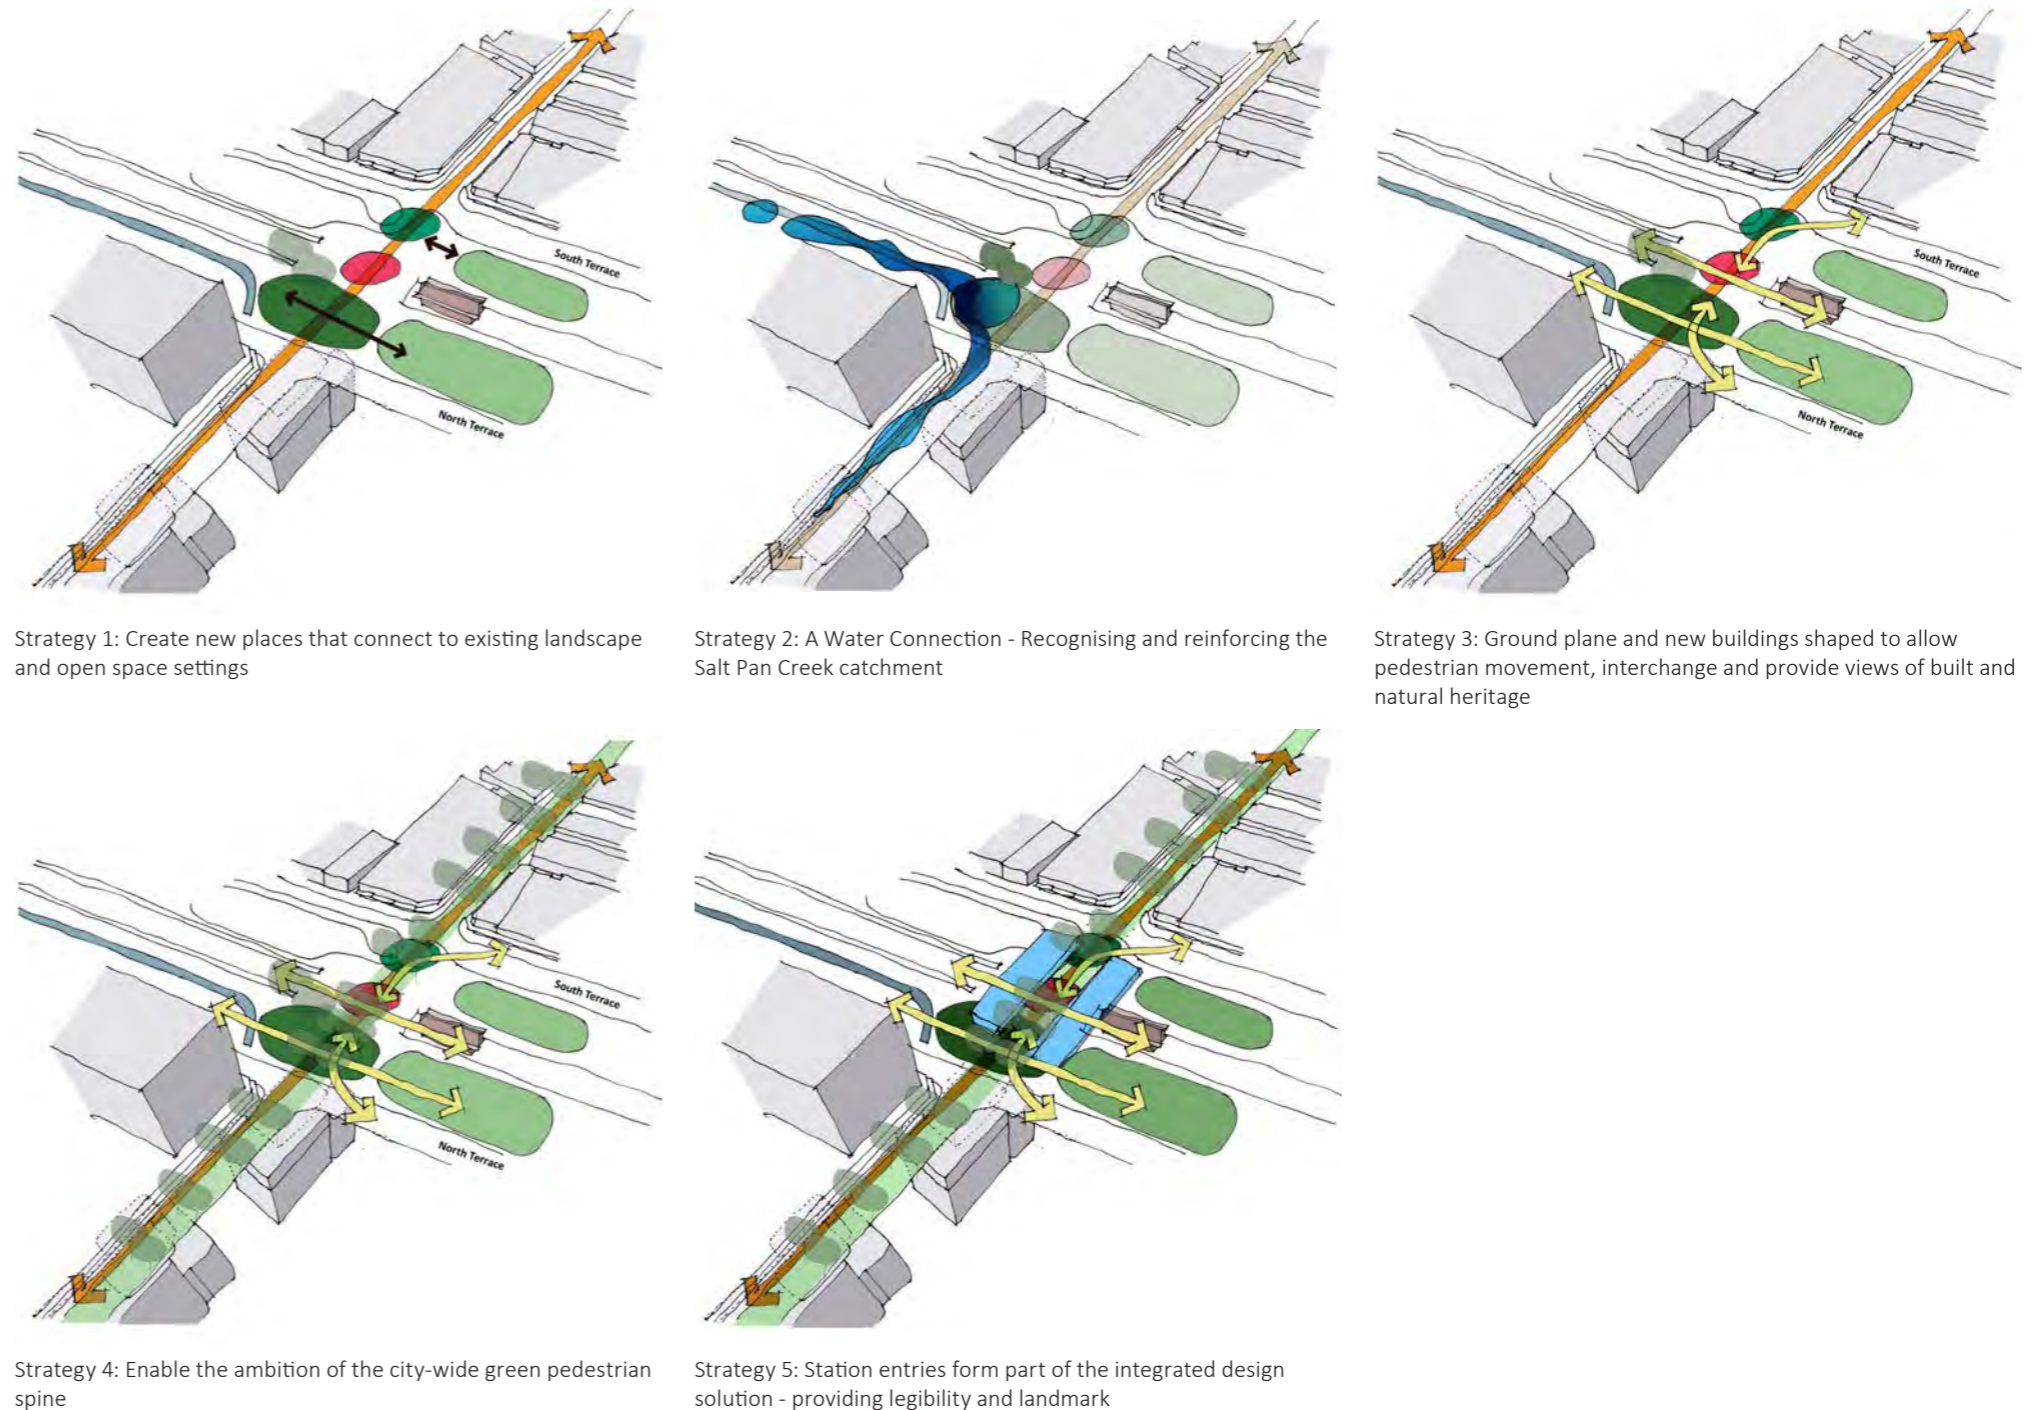 South Terrace
North Terrace
South Terrace
North Terrace
Strategy 1: Create new places that connect to existing landscape
and open space settings
Strategy 2: A Water Connection - Recognising and reinforcing the
Salt Pan Creek catchment
Strategy 3: Ground plane and new buildings shaped to allow
pedestrian movement, interchange and provide views of built and
natural heritage
South Terrace
North Terrace
Strategy 4: Enable the ambition of the city-wide green pedestrian
spine
Strategy 5: Station entries form part of the integrated design
solution - providing legibility and landmark